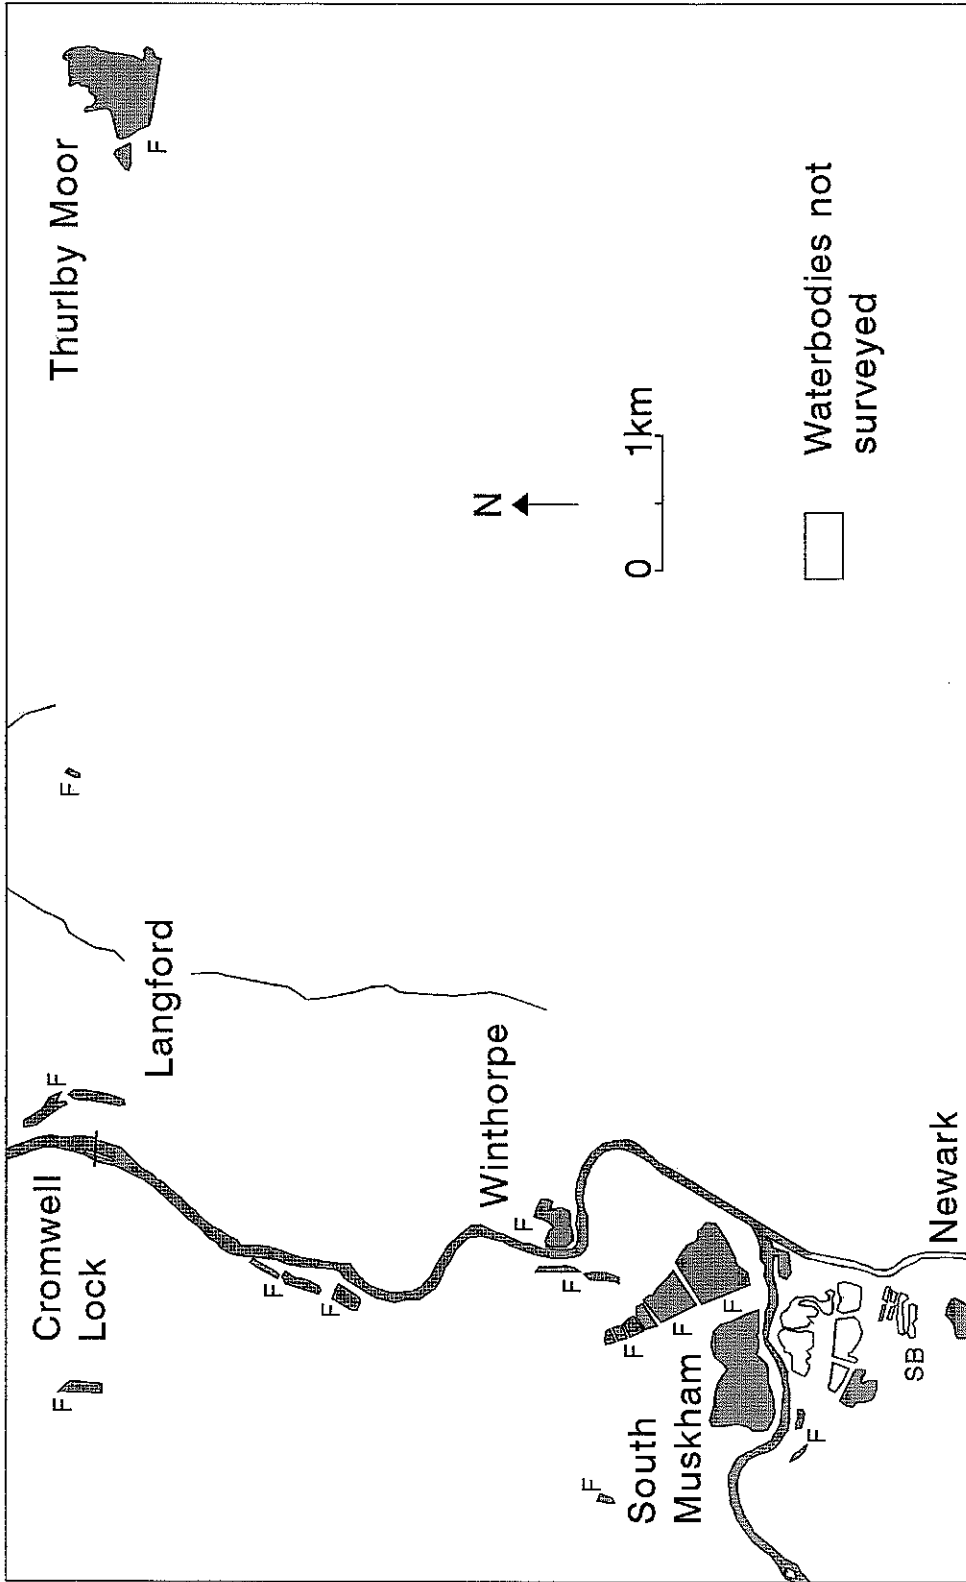 Thurlby Moor
F
F
F
Cromwell
Lock
F
Langford
F
F
Winthorpe
N
F
F
F
0 1km
South
Muskham
F
F
F
F
Waterbodies not
surveyed
SB
Newark